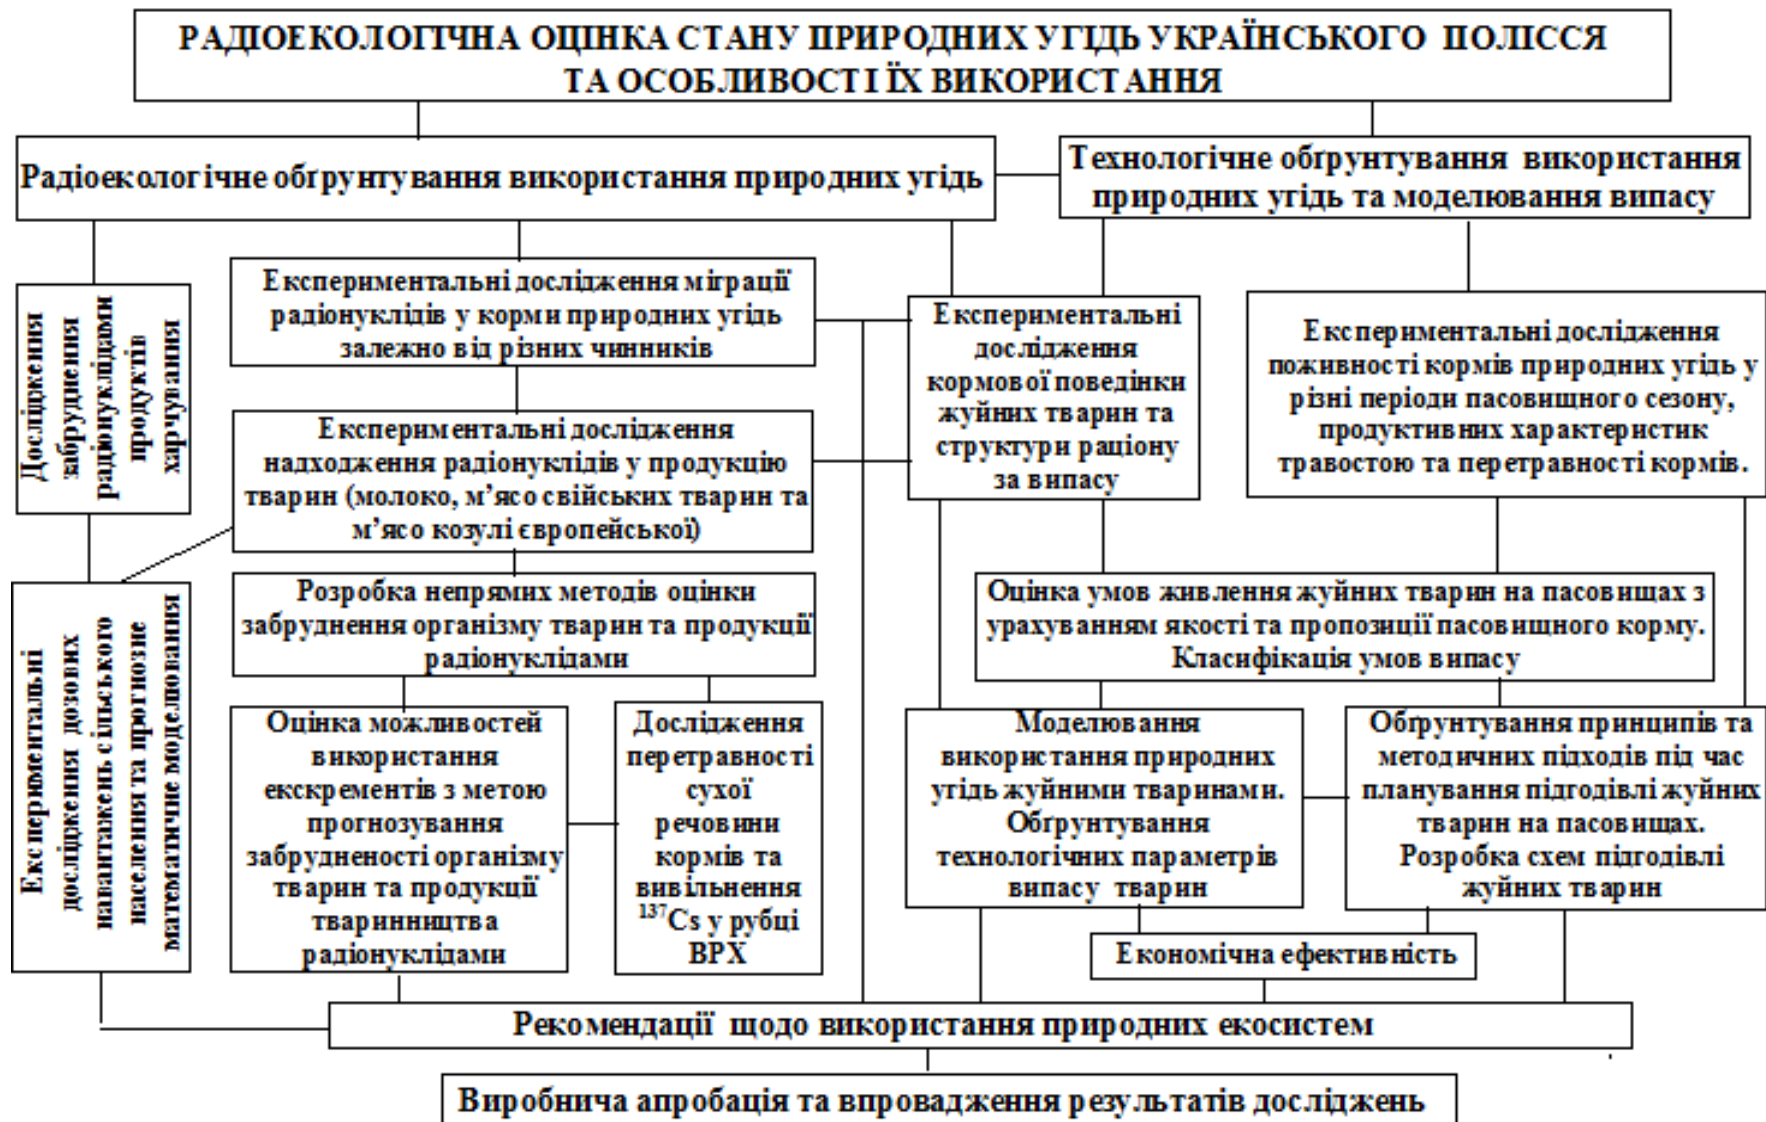 РАДІОЕКОЛОГІЧНА ОЦІНКА СТАНУ ПРИРОДНИХ УГІДЬ УКРАЇНСЬКОГО ПОЛІССЯ
ТА ОСОБЛИВОСТІ ЇХ ВИКОРИСТАННЯ
Радіоекологічне обґрунтування використання природних угідь
Технологічне обґрунтування використання
природних угідь та моделювання випасу
Дослідження
забруднення
радіонуклідами
продуктів
харчування
Експериментальні дослідження міграції
радіонуклідів у корми природних угідь
залежно від різних чинників
Експериментальні
дослідження
кормової поведінки
жуйних тварин та
структури раціону
за випасу
Експериментальні дослідження
поживності кормів природних угідь у
різні періоди пасовищного сезону,
продуктивних характеристик
травостою та перетравності кормів.
Експериментальні дослідження
надходження радіонуклідів у продукцію
тварин (молоко, м’ясо свійських тварин та
м’ясо козулі європейської)
Експериментальні
дослідження дозових
навантажень сільського
населення та прогнозне
математичне моделювання
Розробка непрямих методів оцінки
забруднення організму тварин та продукції
радіонуклідами
Оцінка умов живлення жуйних тварин на пасовищах з
урахуванням якості та пропозиції пасовищного корму.
Класифікація умов випасу
Оцінка можливостей
використання
екскрементів з метою
прогнозування
забрудненості організму
тварин та продукції
тваринництва
радіонуклідами
Дослідження
перетравності
сухої
речовини
кормів та
вивільнення
¹³⁷Cs у рубці
ВРХ
Моделювання
використання природних
угідь жуйними тваринами.
Обґрунтування
технологічних параметрів
випасу тварин
Обґрунтування принципів та
методичних підходів під час
планування підгодівлі жуйних
тварин на пасовищах.
Розробка схем підгодівлі
жуйних тварин
Економічна ефективність
Рекомендації щодо використання природних екосистем
Виробнича апробація та впровадження результатів досліджень